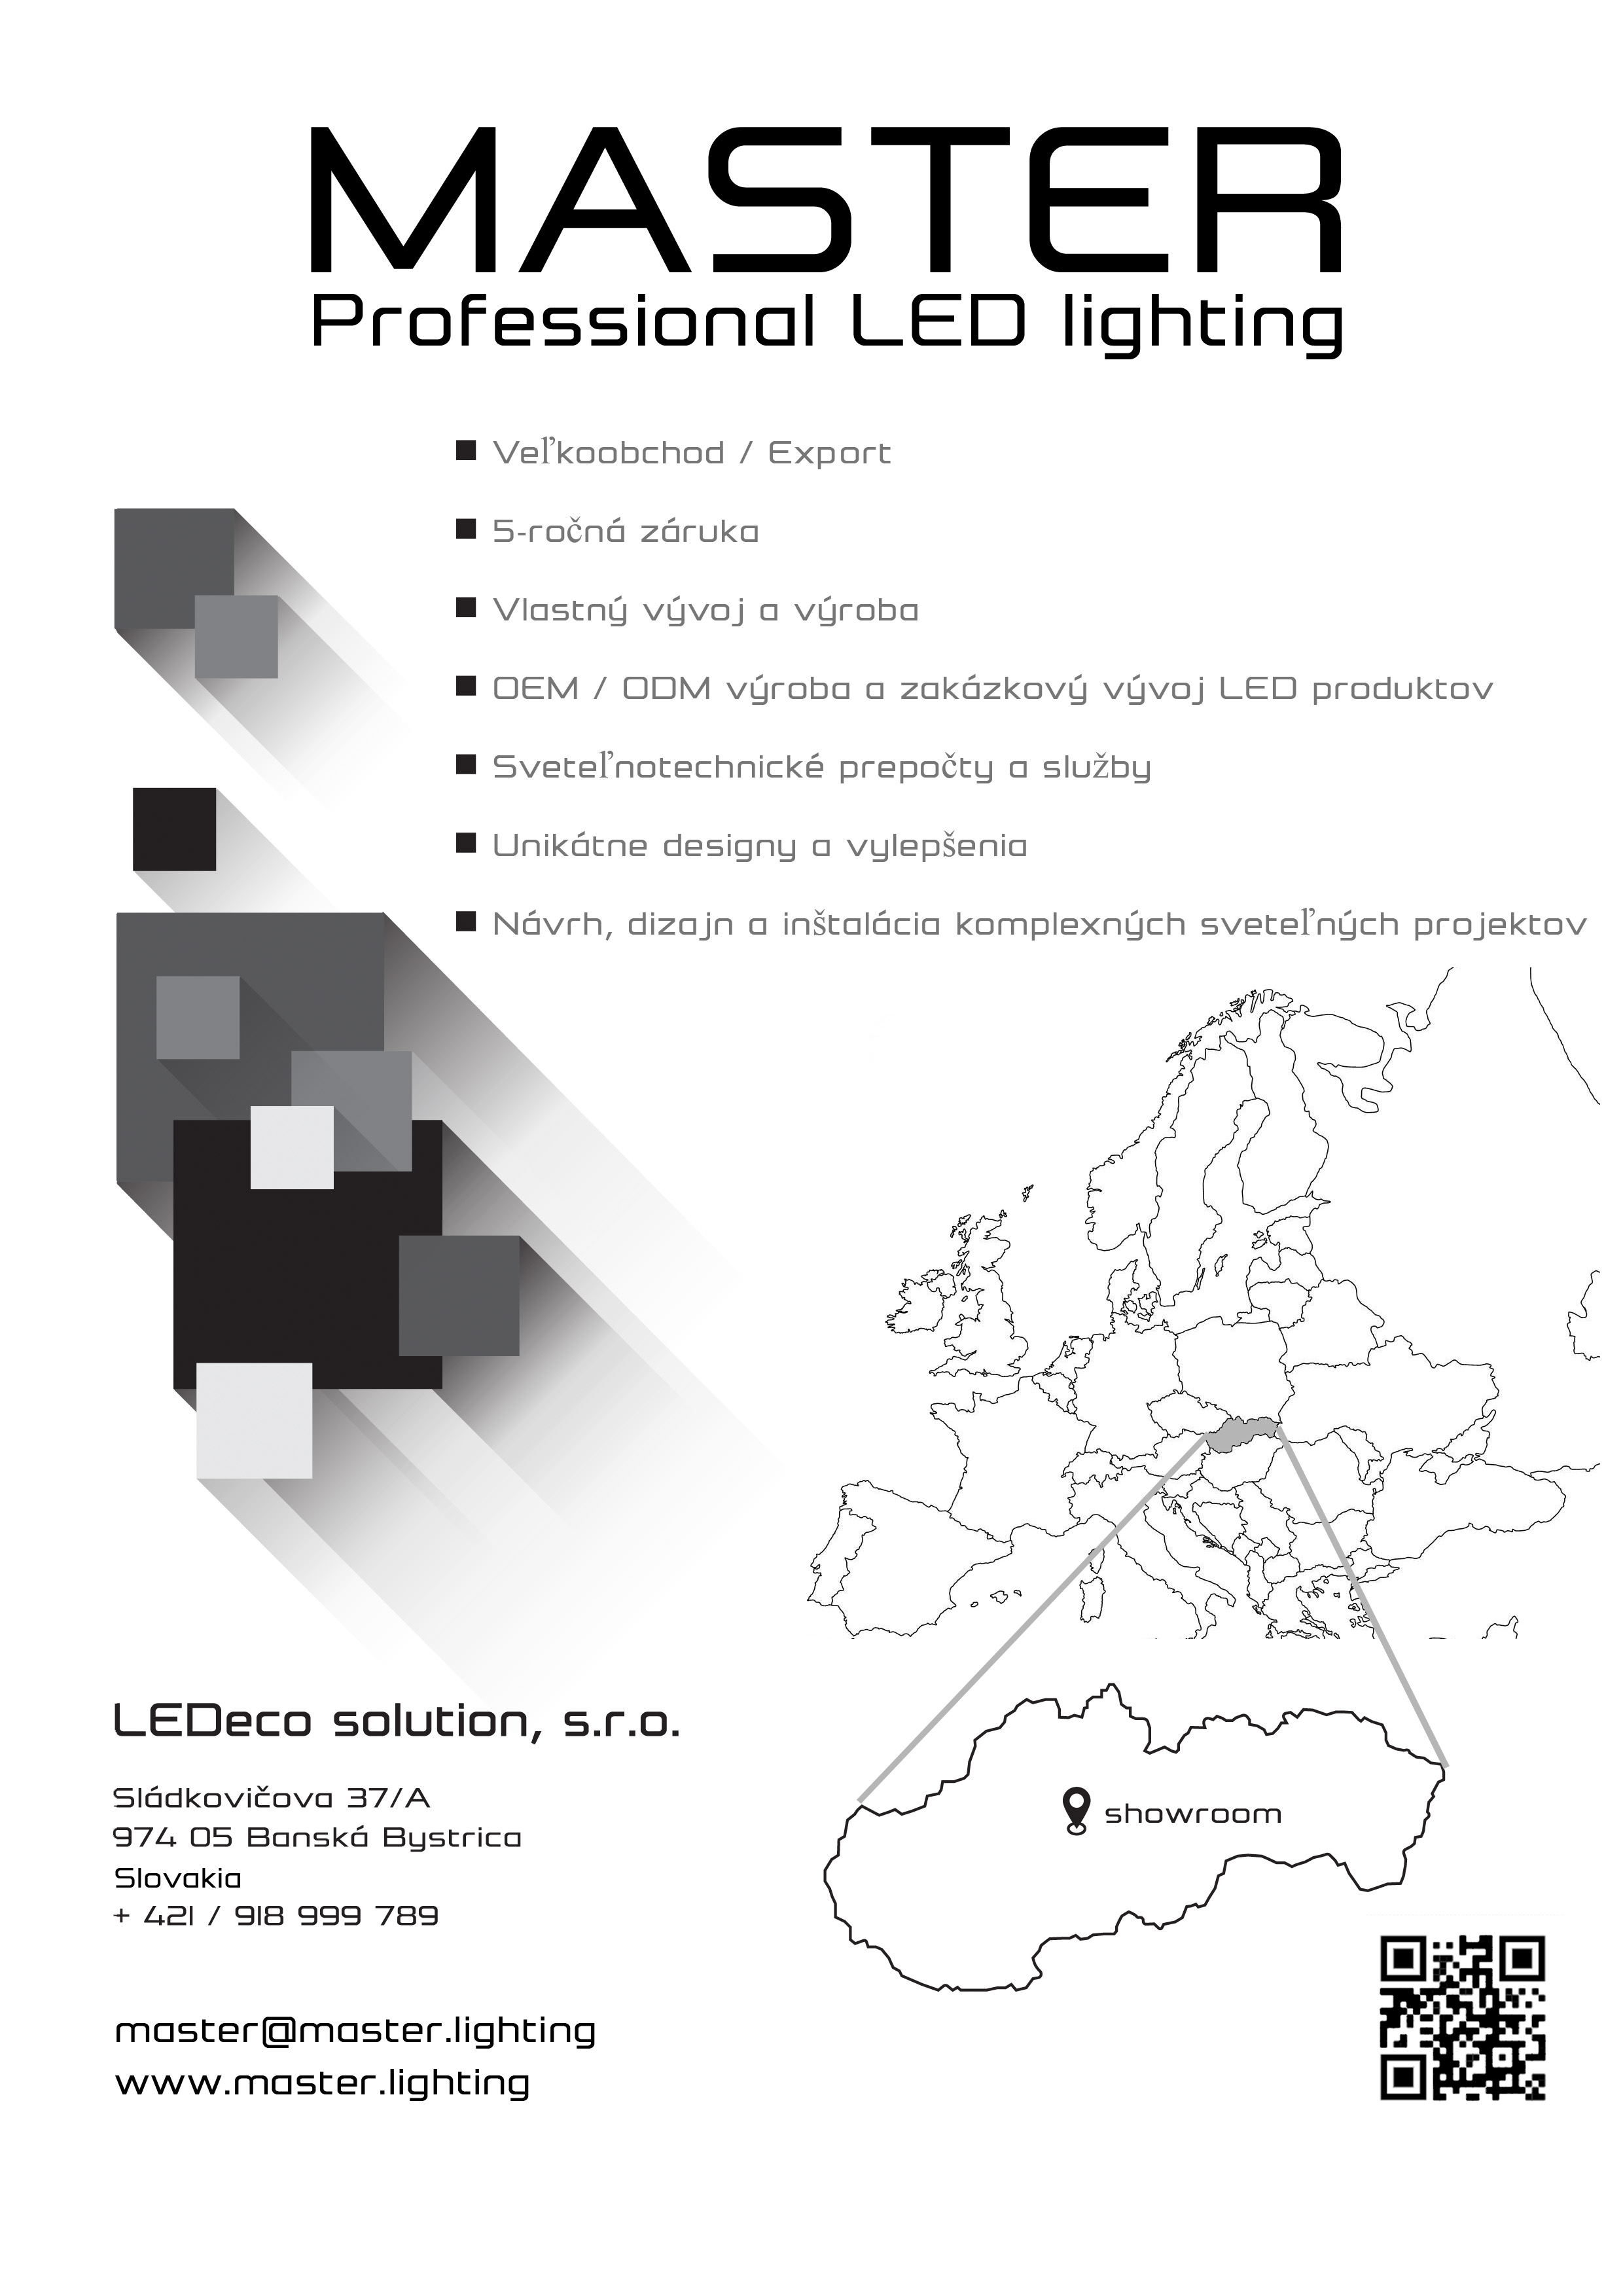 MASTER
Professional LED lighting
Veľkoobchod / Export
5-ročná záruka
Vlastný vývoj a výroba
OEM / ODM výroba a zakázkový vývoj LED produktov
Sveteľnotechnické prepočty a služby
Unikátne designy a vylepšenia
Návrh, dizajn a inštalácia komplexných sveteľných projektov
LEDeco solution, s.r.o.
Sládkovičova 37/A
974 05 Banská Bystrica
Slovakia
+ 421 / 918 999 789
master@master.lighting
www.master.lighting
showroom